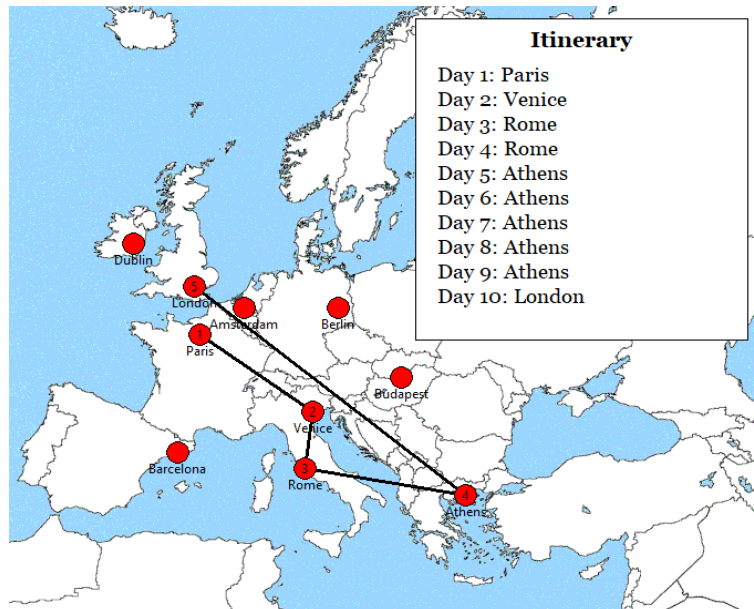 Itinerary
Day 1: Paris
Day 2: Venice
Day 3: Rome
Day 4: Rome
Day 5: Athens
Day 6: Athens
Day 7: Athens
Day 8: Athens
Day 9: Athens
Day 10: London
Dublin
5
London
Amsterdam
Berlin
1
Paris
Budapest
2
Venice
Barcelona
3
Rome
4
Athens